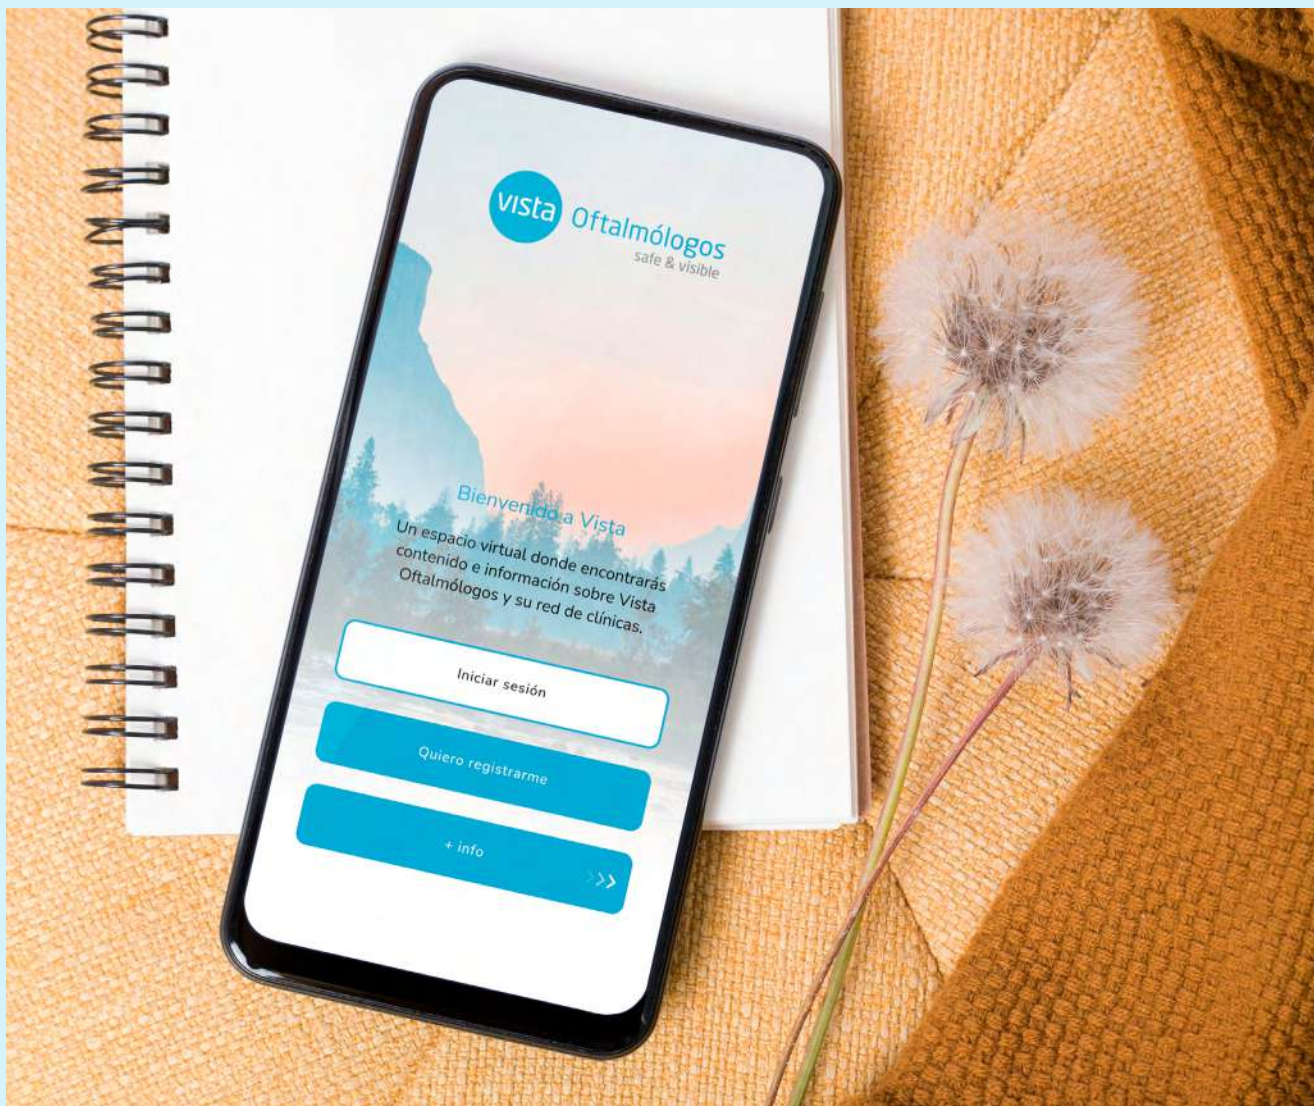 vista
Oftalmólogos
safe & visible
Bienvenido a Vista
Un espacio virtual donde encontrarás
contenido e información sobre Vista
Oftalmólogos y su red de clínicas.
Iniciar sesión
Quiero registrarme
+ info
>>>